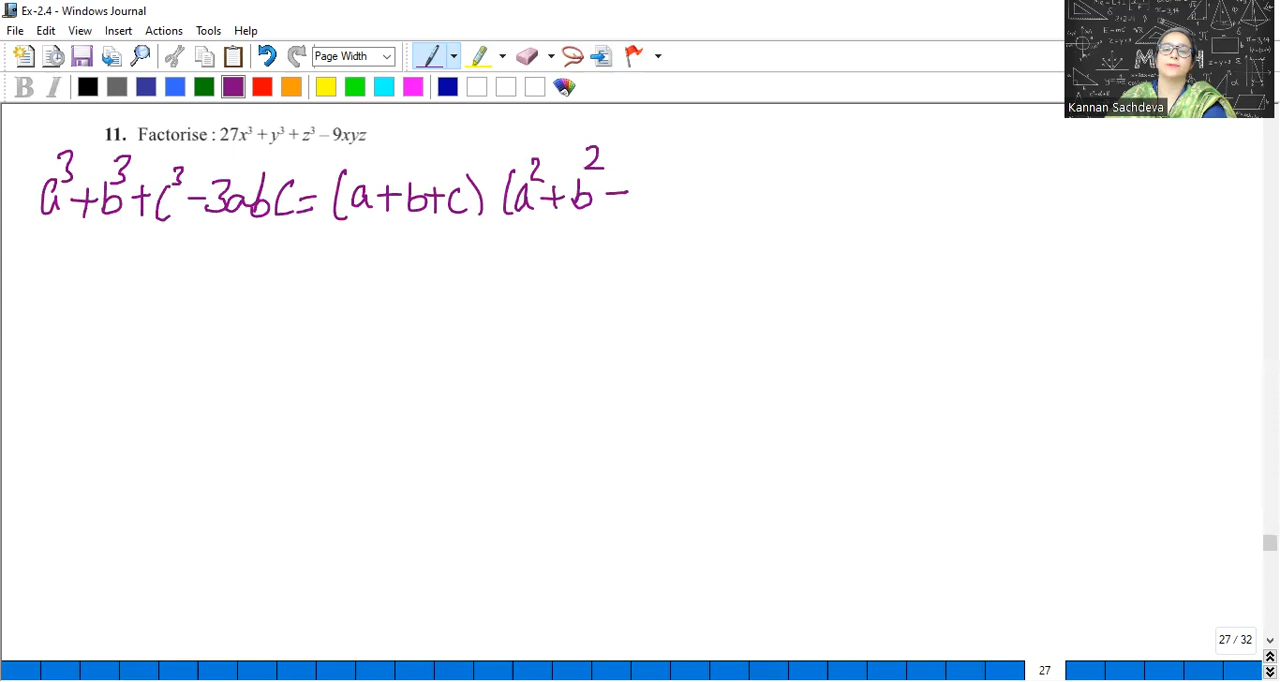 Ex-2.4 - Windows Journal
File Edit View Insert Actions Tools Help
Page Width
B I
Kannan Sachdeva
11. Factorise : 27x³ + y³ + z³ – 9xyz
a³+b³+c³-3abc=(a+b+c) (a²+b²-
27 / 32
27